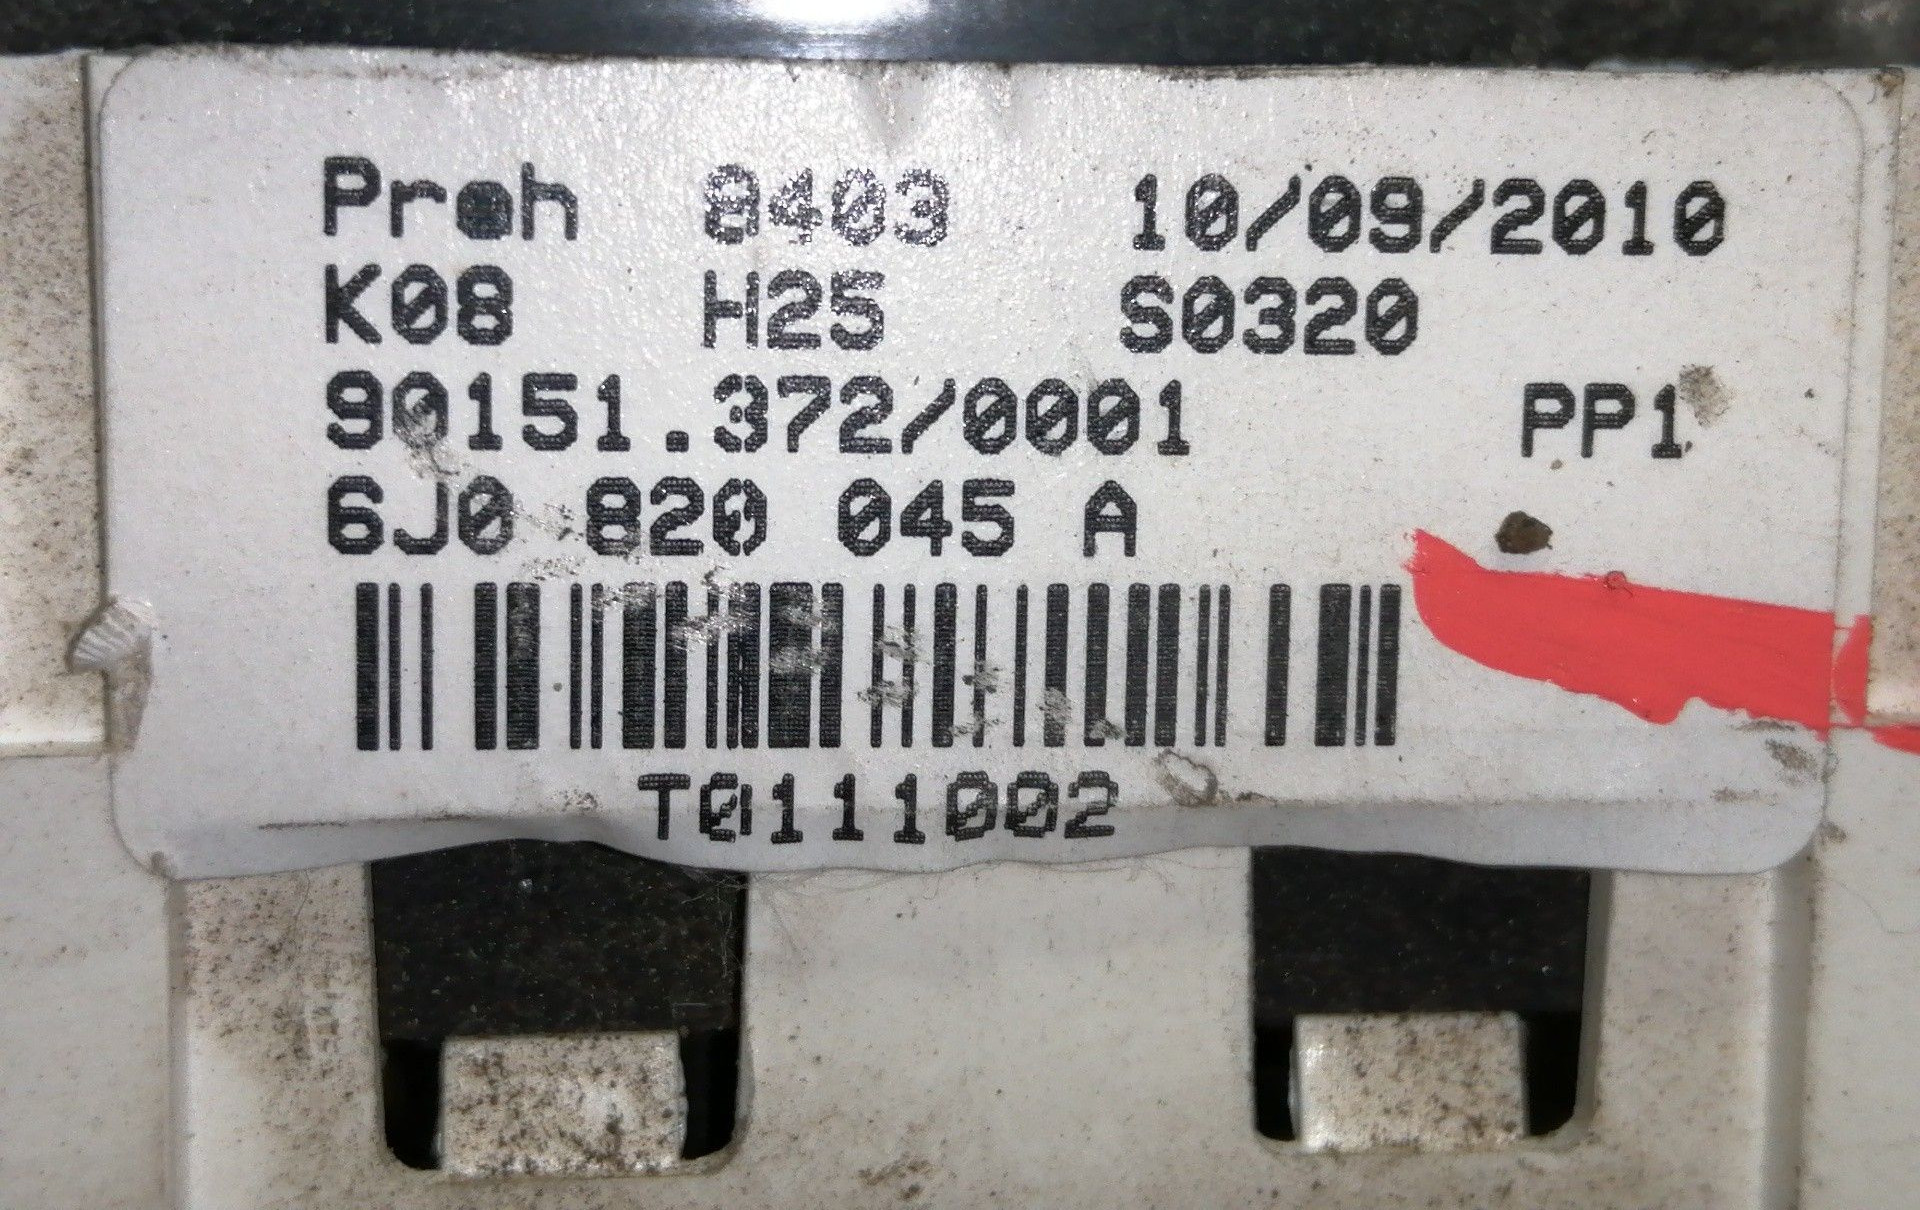 Preh 8403 10/09/2010
K08 H25 S0320
90151.372/0001 PP1
6J0 820 045 A
T0111002